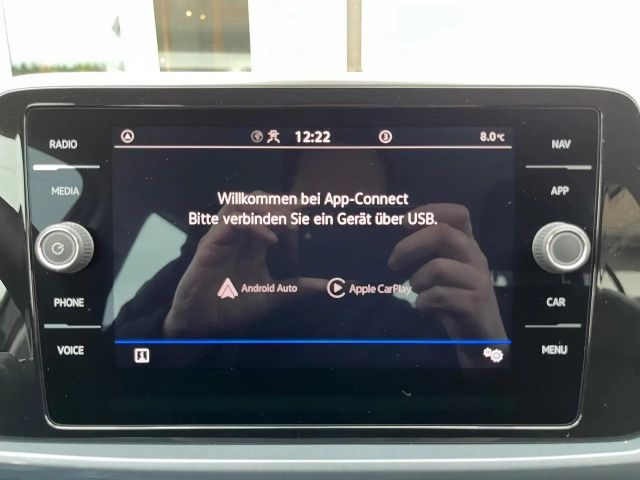 RADIO
MEDIA
PHONE
VOICE
12:22
3
8.0°C
Willkommen bei App-Connect
Bitte verbinden Sie ein Gerät über USB.
Android Auto
Apple CarPlay
NAV
APP
CAR
MENU